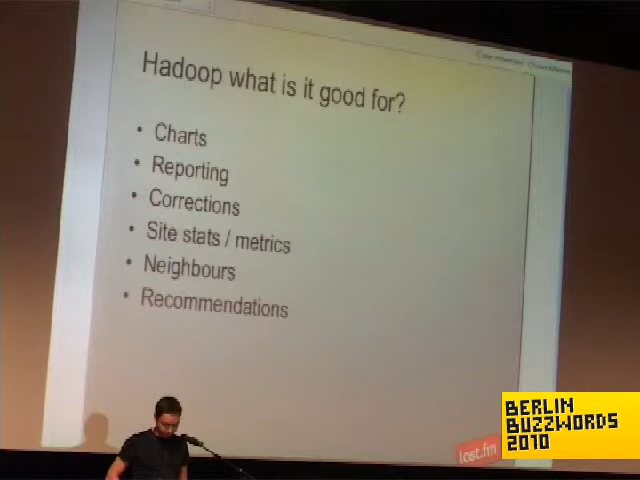 Hadoop what is it good for?
• Charts
• Reporting
• Corrections
• Site stats / metrics
• Neighbours
• Recommendations
last.fm
BERLIN
BUZZWORDS
2010